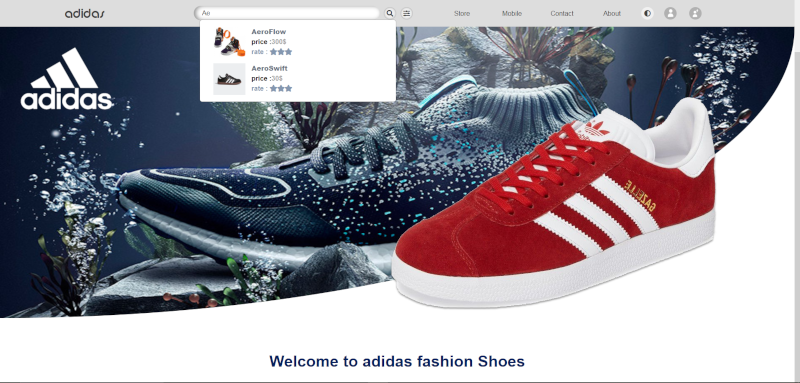 adidas
Ao
Store
Mobile
Contact
About
AeroFlow
price :300$
rate :
AeroSwift
price :30$
rate :
adidas
GAZELLE
Welcome to adidas fashion Shoes